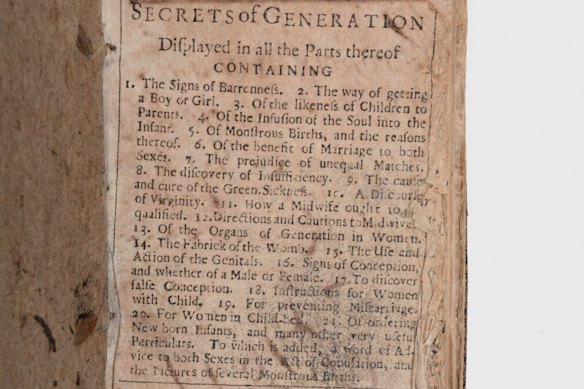 SECRETS of GENERATION
Diſplayed in all the Parts thereof
CONTAINING
1. The Signs of Barrenneſs. 2. The way of getting
a Boy or Girl. 3. Of the likeneſs of Children to
Parents. 4. Of the Infuſion of the Soul into the
Infant. 5. Of Monſtrous Births, and the reaſons
thereof. 6. Of the benefit of Marriage to both
Sexes. 7. The prejudice of unequal Matches.
8. The diſcovery of Inſufficiency. 9. The cauſe
and cure of the Green Sickneſs. 10. A Diſcourſe
of Virginity. 11. How a Midwife ought to be
qualified. 12. Directions and Cautions to Midwives
13. Of the Organs of Generation in Women.
14. The Fabrick of the Womb. 15. The Uſe and
Action of the Genitals. 16. Signs of Conception,
and whether of a Male or Female. 17. To diſcover
falſe Conception. 18. Inſtructions for Women
with Child. 19. For preventing Miſcarriage.
20. For Women in Child-bed. 21. Of ordering
New born Infants, and many other very uſeful
Particulars. To which is added, a word of Ad-
vice to both Sexes in the Act of Copulation, and
the Pictures of ſeveral Monſtrous Births.